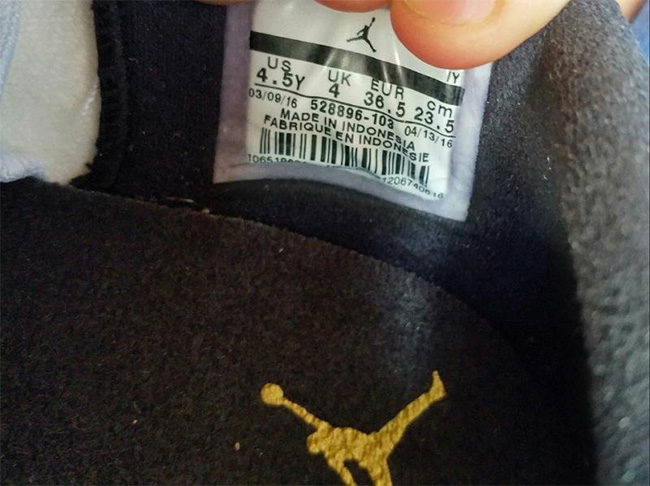 US UK EUR cm
4.5Y 4 36.5 23.5
03/09/16 528896-103 04/13/16
MADE IN INDONESIA
FABRIQUE EN INDONESIE